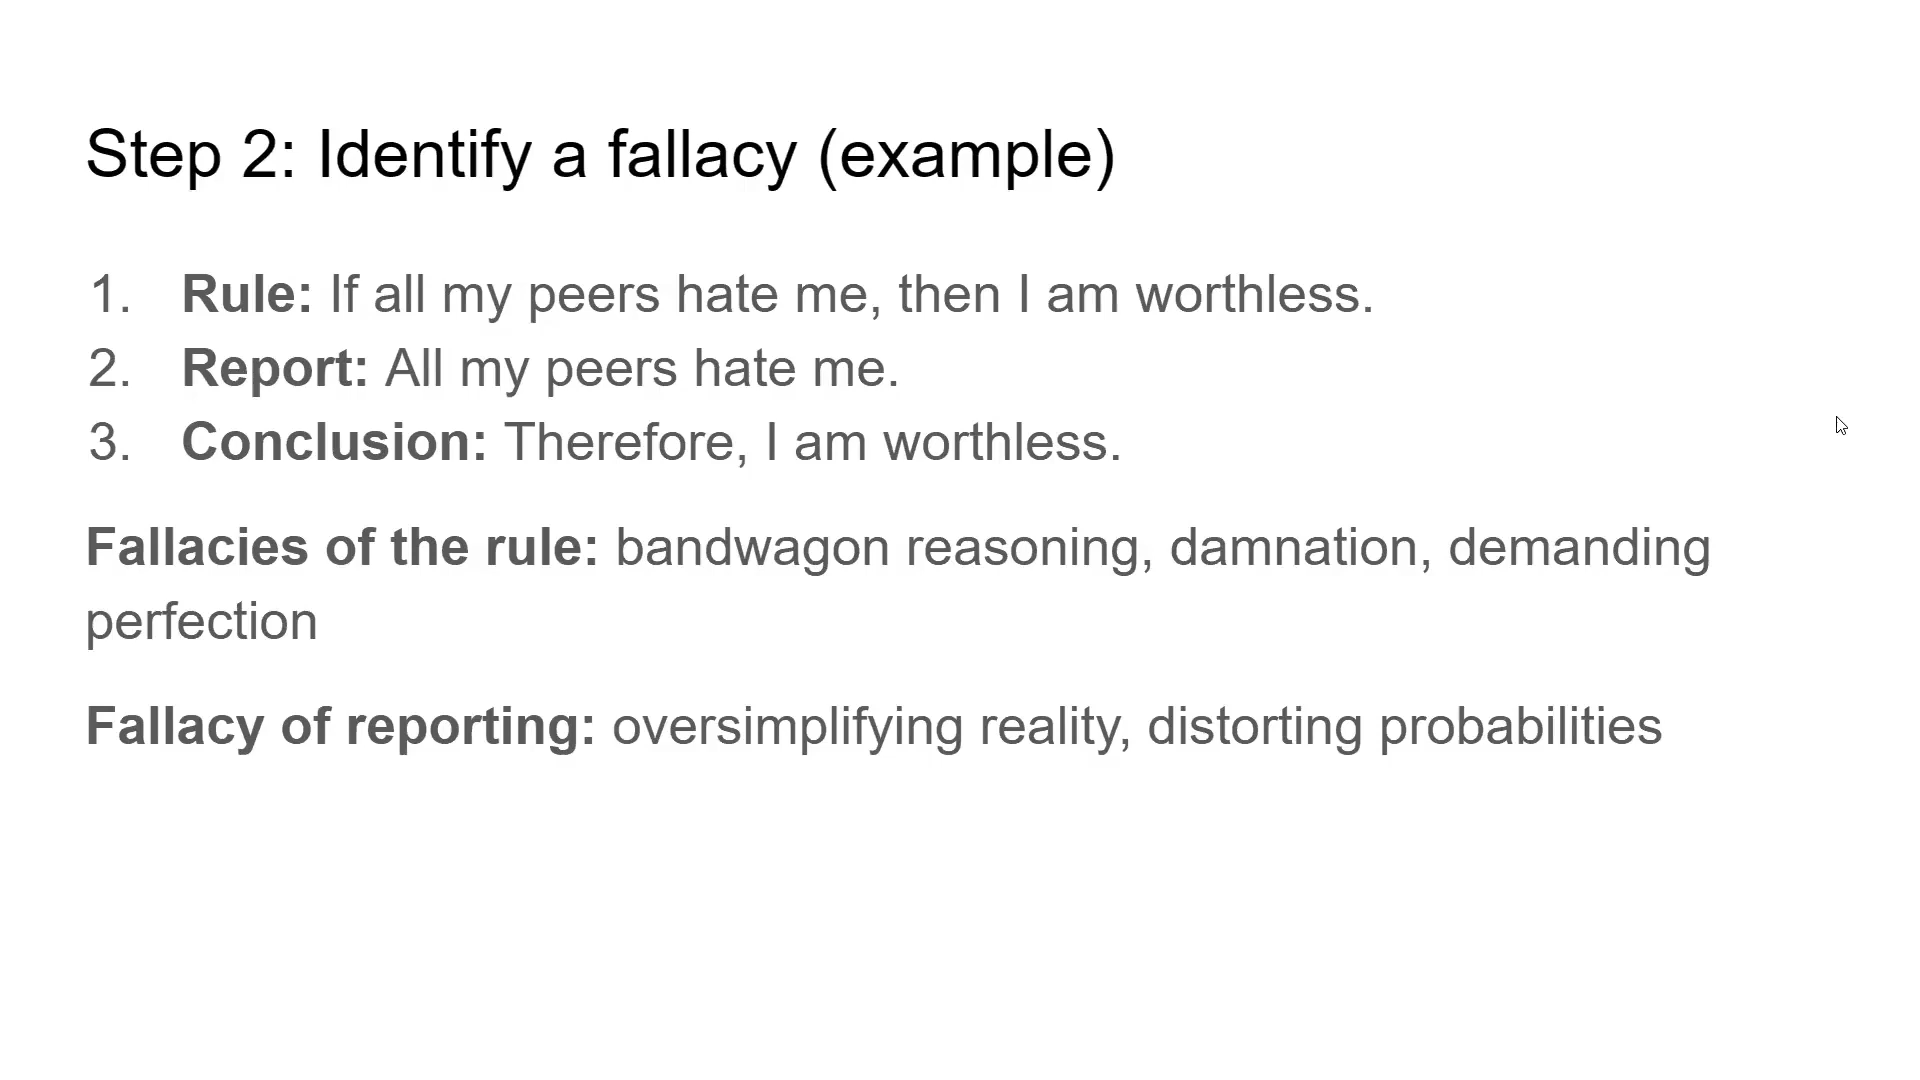 Step 2: Identify a fallacy (example)
1. Rule: If all my peers hate me, then I am worthless.
2. Report: All my peers hate me.
3. Conclusion: Therefore, I am worthless.
Fallacies of the rule: bandwagon reasoning, damnation, demanding
perfection
Fallacy of reporting: oversimplifying reality, distorting probabilities